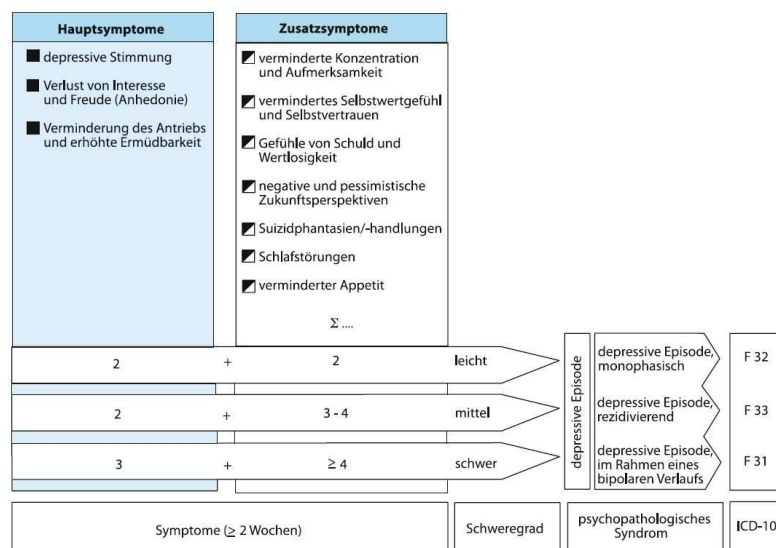 Hauptsymptome
depressive Stimmung
Verlust von Interesse
und Freude (Anhedonie)
Verminderung des Antriebs
und erhöhte Ermüdbarkeit
Zusatzsymptome
verminderte Konzentration
und Aufmerksamkeit
vermindertes Selbstwertgefühl
und Selbstvertrauen
Gefühle von Schuld und
Wertlosigkeit
negative und pessimistische
Zukunftsperspektiven
Suizidphantasien/-handlungen
Schlafstörungen
verminderter Appetit
Σ ....
2 + 2 leicht
2 + 3 - 4 mittel
3 + ≥ 4 schwer
depressive Episode
depressive Episode,
monophasisch
F 32
depressive Episode,
rezidivierend
F 33
depressive Episode,
im Rahmen eines
bipolaren Verlaufs
F 31
Symptome (≥ 2 Wochen)
Schweregrad
psychopathologisches
Syndrom
ICD-10